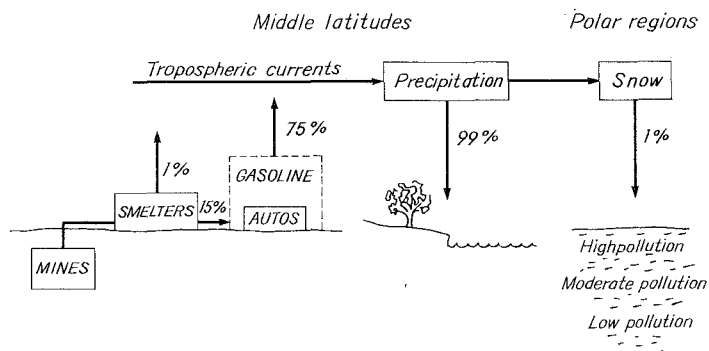 Middle latitudes
Polar regions
Tropospheric currents
Precipitation
Snow
75%
99%
1%
1%
GASOLINE
SMELTERS
15%
AUTOS
MINES
Highpollution
Moderate pollution
Low pollution